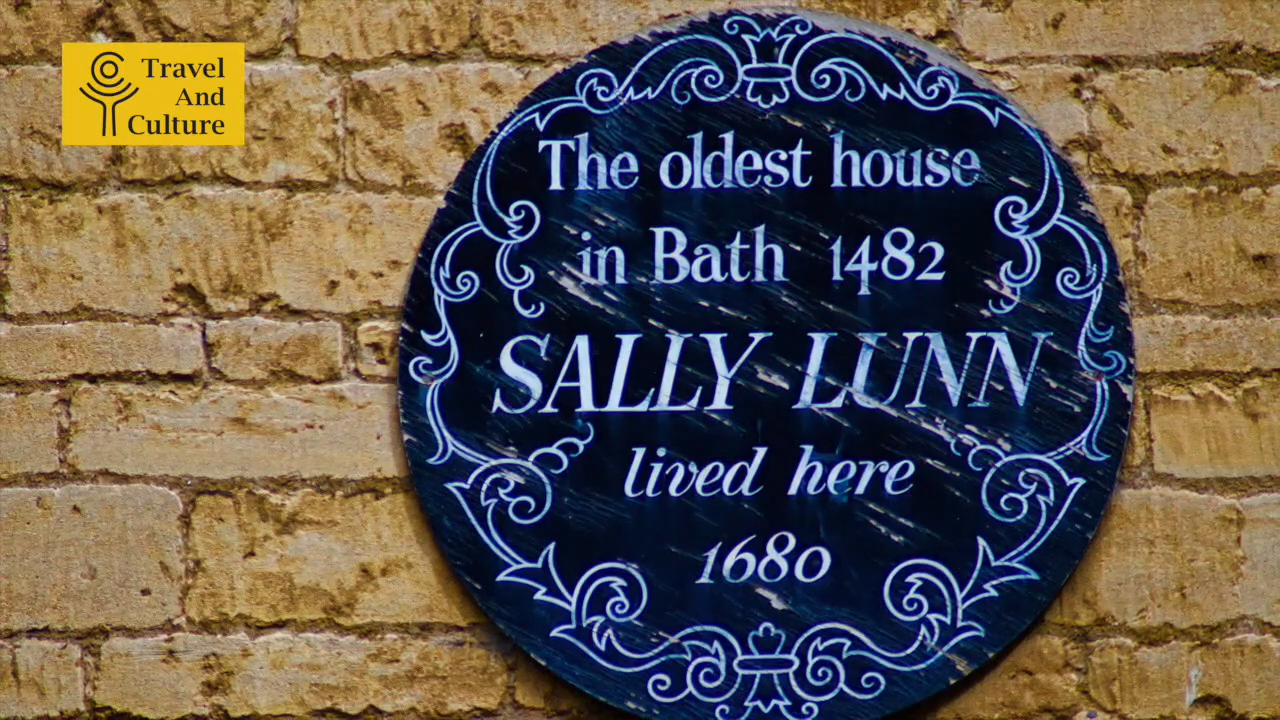 Travel
And
Culture
The oldest house
in Bath 1482
SALLY LUNN
lived here
1680